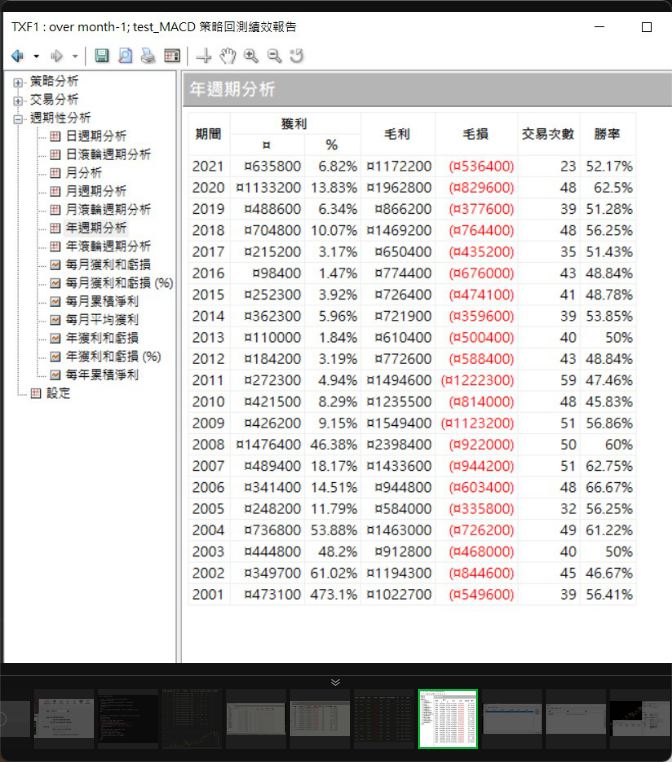 TXF1 : over month-1; test_MACD 策略回測績效報告
策略分析
交易分析
週期性分析
日週期分析
日滾輪週期分析
月分析
月週期分析
月滾輪週期分析
年週期分析
年滾輪週期分析
每月獲利和虧損
每月獲利和虧損 (%)
每月累積淨利
每月平均獲利
年獲利和虧損
年獲利和虧損 (%)
每年累積淨利
設定
年週期分析
期間 獲利 毛利 毛損 交易次數 勝率
¤ %
2021 ¤635800 6.82% ¤1172200 (¤536400) 23 52.17%
2020 ¤1133200 13.83% ¤1962800 (¤829600) 48 62.5%
2019 ¤488600 6.34% ¤866200 (¤377600) 39 51.28%
2018 ¤704800 10.07% ¤1469200 (¤764400) 48 56.25%
2017 ¤215200 3.17% ¤650400 (¤435200) 35 51.43%
2016 ¤98400 1.47% ¤774400 (¤676000) 43 48.84%
2015 ¤252300 3.92% ¤726400 (¤474100) 41 48.78%
2014 ¤362300 5.96% ¤721900 (¤359600) 39 53.85%
2013 ¤110000 1.84% ¤610400 (¤500400) 40 50%
2012 ¤184200 3.19% ¤772600 (¤588400) 43 48.84%
2011 ¤272300 4.94% ¤1494600 (¤1222300) 59 47.46%
2010 ¤421500 8.29% ¤1235500 (¤814000) 48 45.83%
2009 ¤426200 9.15% ¤1549400 (¤1123200) 51 56.86%
2008 ¤1476400 46.38% ¤2398400 (¤922000) 50 60%
2007 ¤489400 18.17% ¤1433600 (¤944200) 51 62.75%
2006 ¤341400 14.51% ¤944800 (¤603400) 48 66.67%
2005 ¤248200 11.79% ¤584000 (¤335800) 32 56.25%
2004 ¤736800 53.88% ¤1463000 (¤726200) 49 61.22%
2003 ¤444800 48.2% ¤912800 (¤468000) 40 50%
2002 ¤349700 61.02% ¤1194300 (¤844600) 45 46.67%
2001 ¤473100 473.1% ¤1022700 (¤549600) 39 56.41%